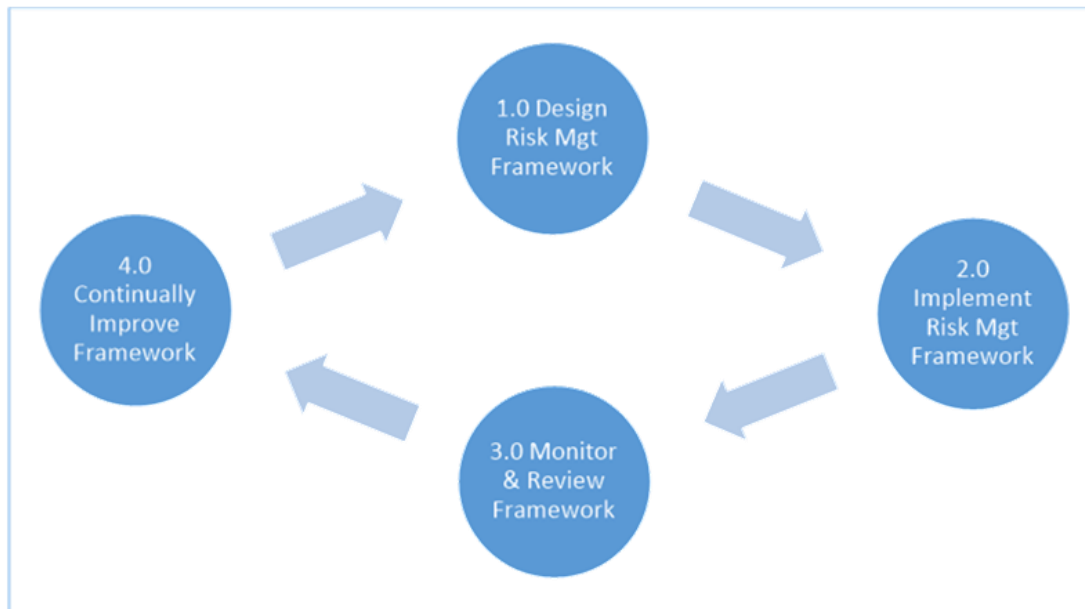 1.0 Design
Risk Mgt
Framework
2.0
Implement
Risk Mgt
Framework
3.0 Monitor
& Review
Framework
4.0
Continually
Improve
Framework